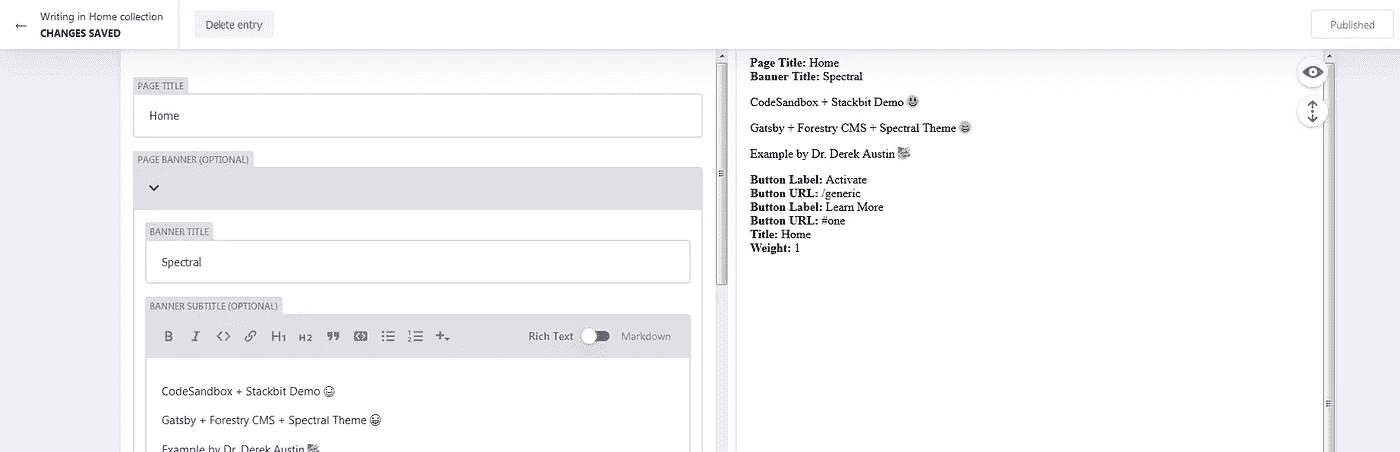 Writing in Home collection
CHANGES SAVED
Delete entry
Published
PAGE TITLE
Home
PAGE BANNER (OPTIONAL)
BANNER TITLE
Spectral
BANNER SUBTITLE (OPTIONAL)
B I <> H1 H2 Rich Text Markdown
CodeSandbox + Stackbit Demo 😃
Gatsby + Forestry CMS + Spectral Theme 😁
Example by Dr. Derek Austin 🥳
Page Title: Home
Banner Title: Spectral
CodeSandbox + Stackbit Demo 😃
Gatsby + Forestry CMS + Spectral Theme 😁
Example by Dr. Derek Austin 🥳
Button Label: Activate
Button URL: /generic
Button Label: Learn More
Button URL: #one
Title: Home
Weight: 1